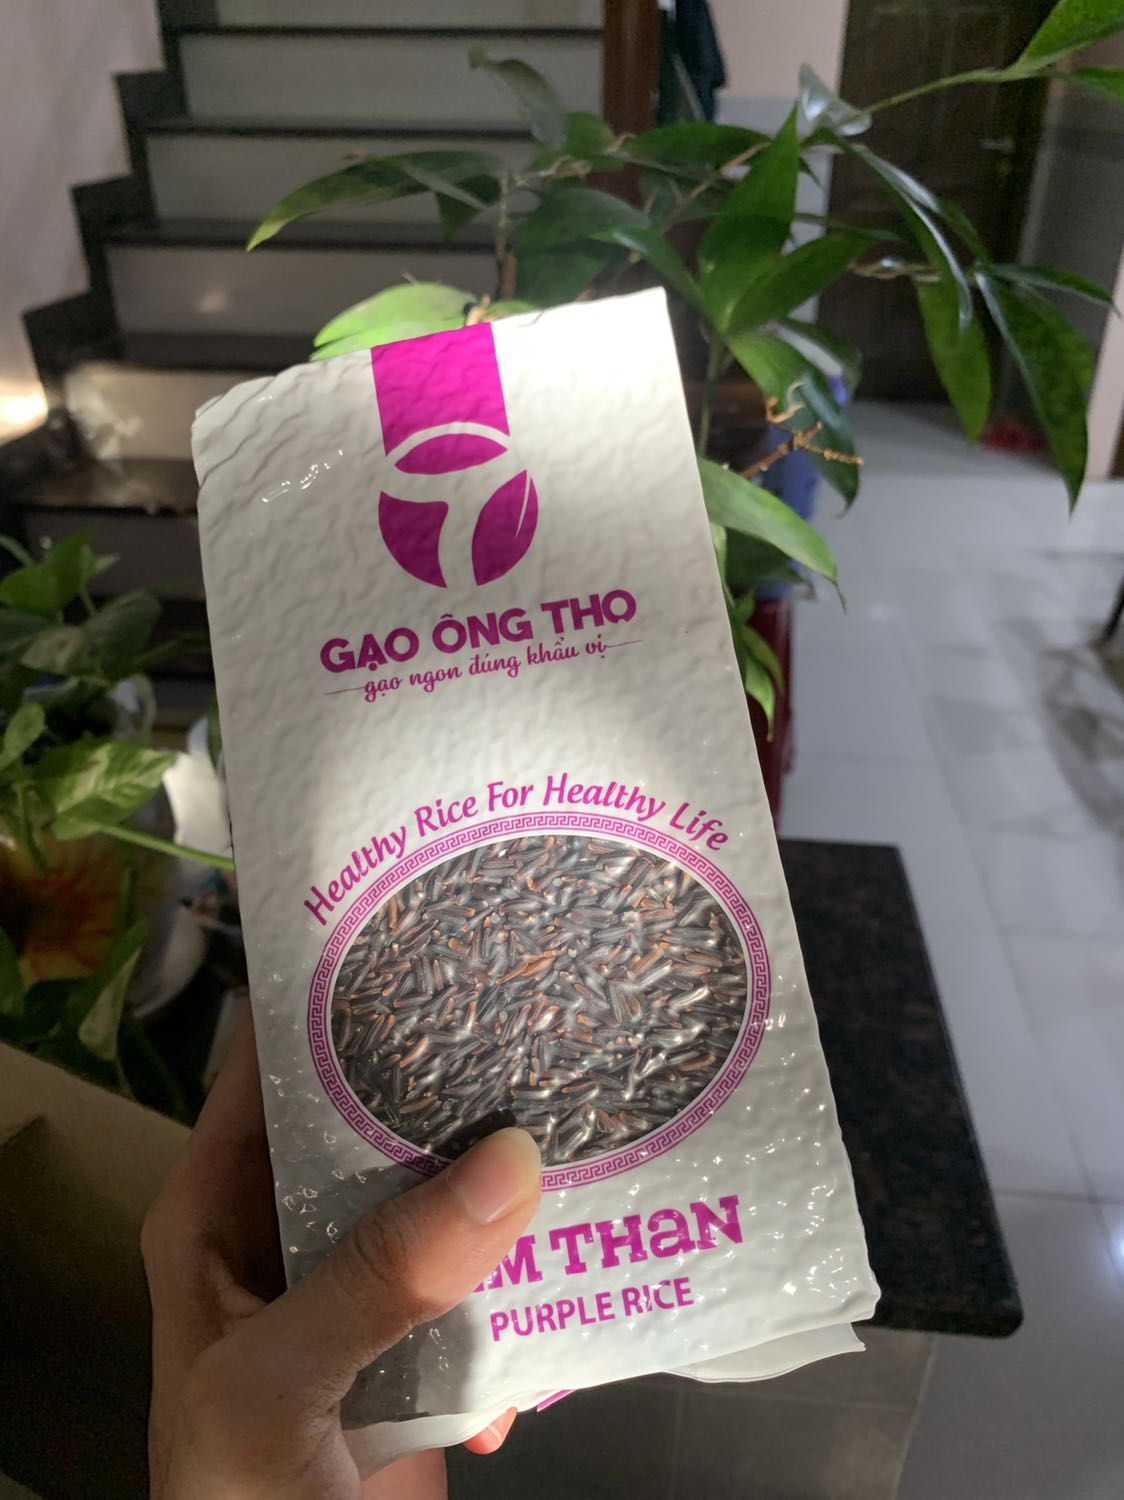 GẠO ÔNG THỌ
gạo ngon đúng khẩu vị
Healthy Rice For Healthy Life
THAN
PURPLE RICE